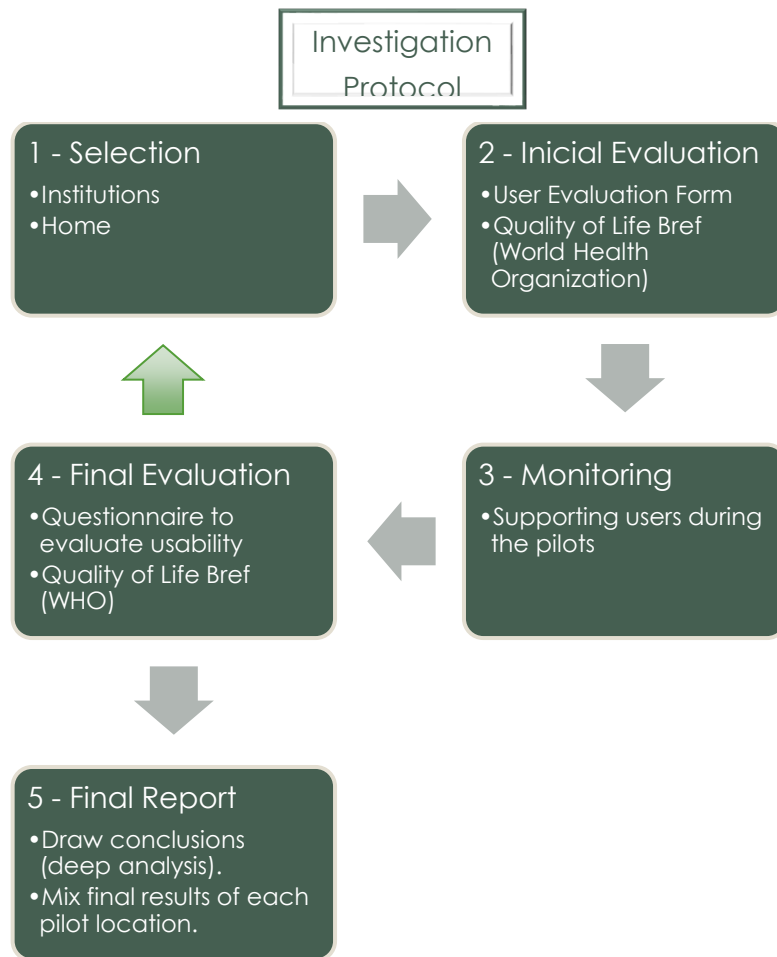 Investigation
Protocol
1 - Selection
•Institutions
•Home
2 - Inicial Evaluation
•User Evaluation Form
•Quality of Life Bref
(World Health
Organization)
4 - Final Evaluation
•Questionnaire to
evaluate usability
•Quality of Life Bref
(WHO)
3 - Monitoring
•Supporting users during
the pilots
5 - Final Report
•Draw conclusions
(deep analysis).
•Mix final results of each
pilot location.